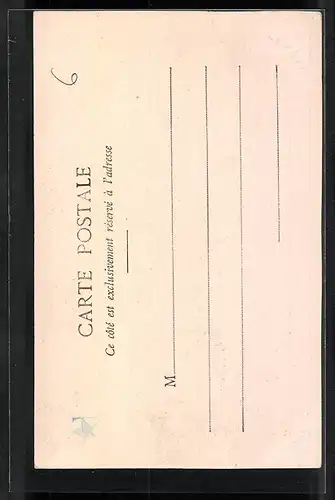 6
CARTE POSTALE
Ce côté est exclusivement réservé à l'adresse
M